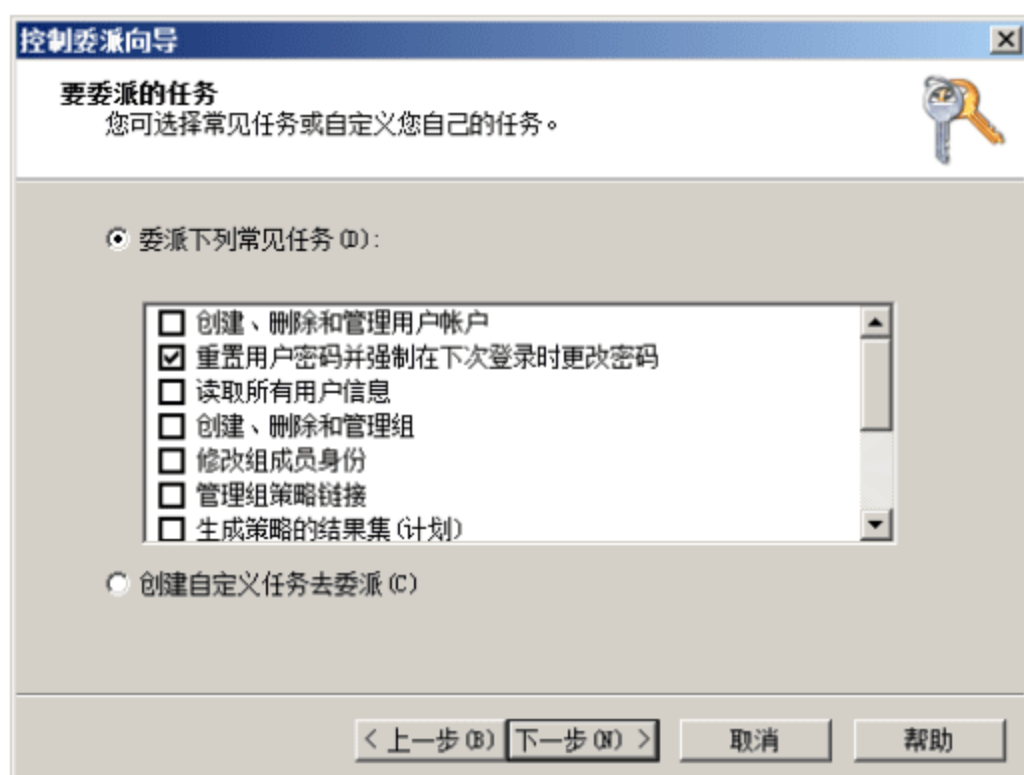 控制委派向导
要委派的任务
您可选择常见任务或自定义您自己的任务。
委派下列常见任务(D):
创建、删除和管理用户帐户
重置用户密码并强制在下次登录时更改密码
读取所有用户信息
创建、删除和管理组
修改组成员身份
管理组策略链接
生成策略的结果集(计划)
创建自定义任务去委派(C)
< 上一步(B) 下一步(N) > 取消 帮助